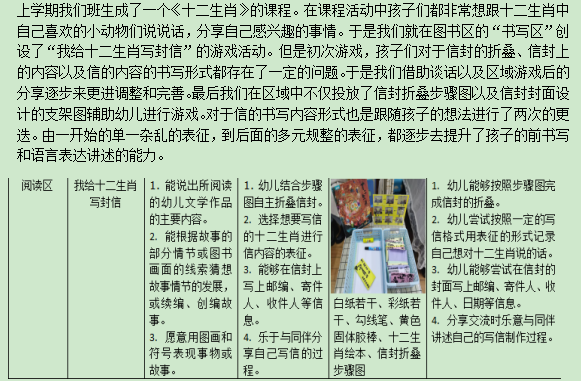 上学期我们班生成了一个《十二生肖》的课程。在课程活动中孩子们都非常想跟十二生肖中
自己喜欢的小动物们说说话，分享自己感兴趣的事情。于是我们就在图书区的“书写区”创
设了“我给十二生肖写封信”的游戏活动。但是初次游戏，孩子们对于信封的折叠、信封上
的内容以及信的内容的书写形式都存在了一定的问题。于是我们借助谈话以及区域游戏后的
分享逐步来更进调整和完善。最后我们在区域中不仅投放了信封折叠步骤图以及信封封面设
计的支架图辅助幼儿进行游戏。对于信的书写内容形式也是跟随孩子的想法进行了两次的更
迭。由一开始的单一杂乱的表征，到后面的多元规整的表征，都逐步去提升了孩子的前书写
和语言表达讲述的能力。
阅读区
我给十二生肖
写封信
1. 能说出所阅读
的幼儿文学作品
的主要内容。
2. 能根据故事的
部分情节或图书
画面的线索猜想
故事情节的发展，
或续编、创编故
事。
3. 愿意用图画和
符号表现事物或
故事。
1. 幼儿结合步骤
图自主折叠信封。
2. 选择想要写信
的十二生肖进行
信内容的表征。
3. 能够在信封上
写上邮编、寄件
人、收件人等信
息。
4. 乐于与同伴分
享自己写信的过
程。
白纸若干、彩纸若
干、勾线笔、黄色
固体胶棒、十二生
肖绘本、信封折叠
步骤图
1. 幼儿能够按照步骤图完
成信封的折叠。
2. 幼儿尝试按照一定的写
信格式用表征的形式记录
自己想对十二生肖说的话。
3. 幼儿能够尝试在信封的
封面写上邮编、寄件人、收
件人、日期等信息。
4. 分享交流时乐意与同伴
讲述自己的写信制作过程。